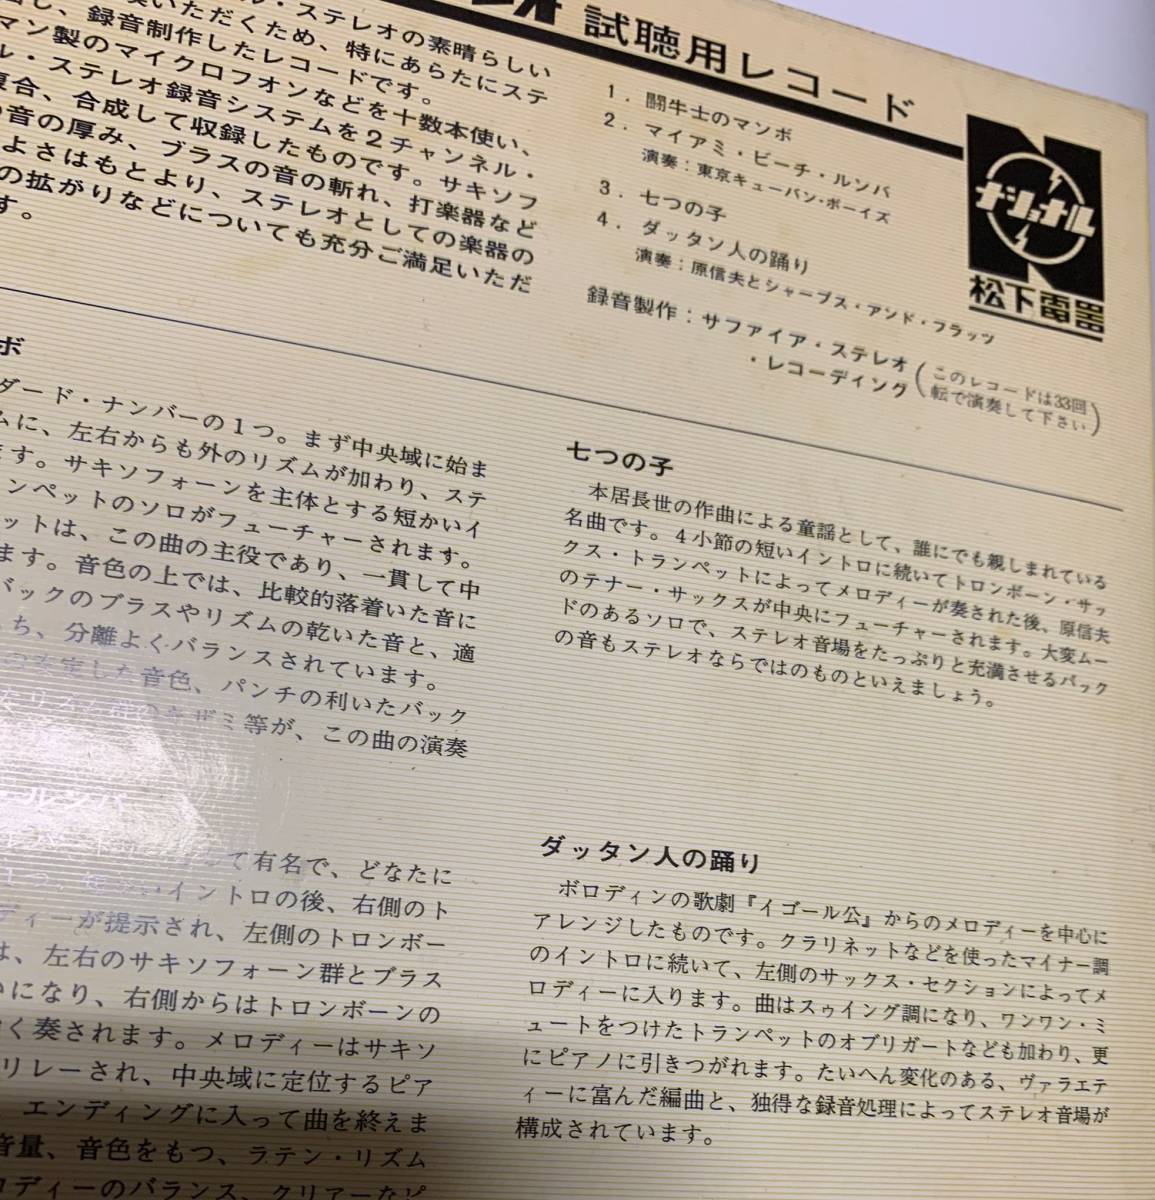 試聴用レコード
ル・ステレオの素晴らしい
いただくため、特にあらたにステ
し、録音制作したレコードです。
マン製のマイクロフォンなどを十数本使い、
ル・ステレオ録音システムを2チャンネル・
複合、合成して収録したものです。サキソフ
音の厚み、ブラスの音の斬れ、打楽器など
よさはもとより、ステレオとしての楽器の
の拡がりなどについても充分ご満足いただ
す。
1. 闘牛士のマンボ
2. マイアミ・ビーチ・ルンバ
演奏:東京キューバン・ボーイズ
3. 七つの子
4. ダッタン人の踊り
演奏:原信夫とシャープス・アンド・フラッツ
録音製作:サファイア・ステレオ
・レコーディング
(このレコードは33回
転で演奏して下さい)
ナショナル
松下電器
ボ
ダード・ナンバーの1つ。まず中央域に始ま
ムに、左右からも外のリズムが加わり、ステ
ます。サキソフォーンを主体とする短かいイ
ンペットのソロがフューチャーされます。
ットは、この曲の主役であり、一貫して中
ます。音色の上では、比較的落着いた音に
バックのブラスやリズムの乾いた音と、適
ち、分離よくバランスされています。
した音色、パンチの利いたバック
キザミ等が、この曲の演奏
ルンバ
て有名で、どなたに
イントロの後、右側のト
ディーが提示され、左側のトロンボー
は、左右のサキソフォーン群とブラス
いになり、右側からはトロンボーンの
く奏されます。メロディーはサキソ
リレーされ、中央域に定位するピア
エンディングに入って曲を終えま
音量、音色をもつ、ラテン・リズム
ロディーのバランス、クリアーなピ
七つの子
本居長世の作曲による童謡として、誰にでも親しまれている
名曲です。4小節の短いイントロに続いてトロンボーン・サッ
クス・トランペットによってメロディーが奏された後、原信夫
のテナー・サックスが中央にフューチャーされます。大変ムー
ドのあるソロで、ステレオ音場をたっぷりと充満させるバック
の音もステレオならではのものといえましょう。
ダッタン人の踊り
ボロディンの歌劇『イゴール公』からのメロディーを中心に
アレンジしたものです。クラリネットなどを使ったマイナー調
のイントロに続いて、左側のサックス・セクションによってメ
ロディーに入ります。曲はスゥイング調になり、ワンワン・ミ
ュートをつけたトランペットのオブリガートなども加わり、更
にピアノに引きつがれます。たいへん変化のある、ヴァラエテ
ィーに富んだ編曲と、独得な録音処理によってステレオ音場が
構成されています。